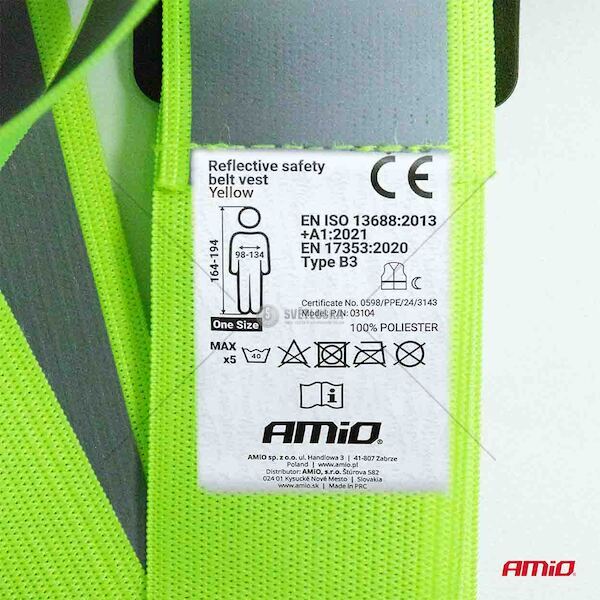 Reflective safety
belt vest
Yellow
CE
EN ISO 13688:2013
+A1:2021
EN 17353:2020
Type B3
164-194
98-134
One Size
Certificate No. 0598/PPE/24/3143
Model. P/N: 03104
100% POLIESTER
MAX
x5
40
i
AMiO®
AMiO sp. z o.o. ul. Handlowa 3 | 41-807 Zabrze
Poland | www.amio.pl
Distributor: AMiO, s.r.o. Štúrova 582
024 01 Kysucké Nové Mesto | Slovakia
www.amio.sk | Made in PRC
AMiO®